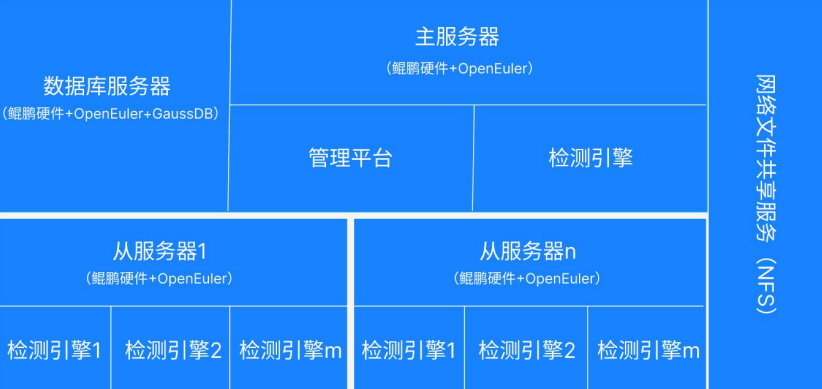 数据库服务器
（鲲鹏硬件+OpenEuler+GaussDB）
主服务器
（鲲鹏硬件+OpenEuler）
管理平台
检测引擎
从服务器1
（鲲鹏硬件+OpenEuler）
检测引擎1
检测引擎2
检测引擎m
从服务器n
（鲲鹏硬件+OpenEuler）
检测引擎1
检测引擎2
检测引擎m
网络文件共享服务（NFS）